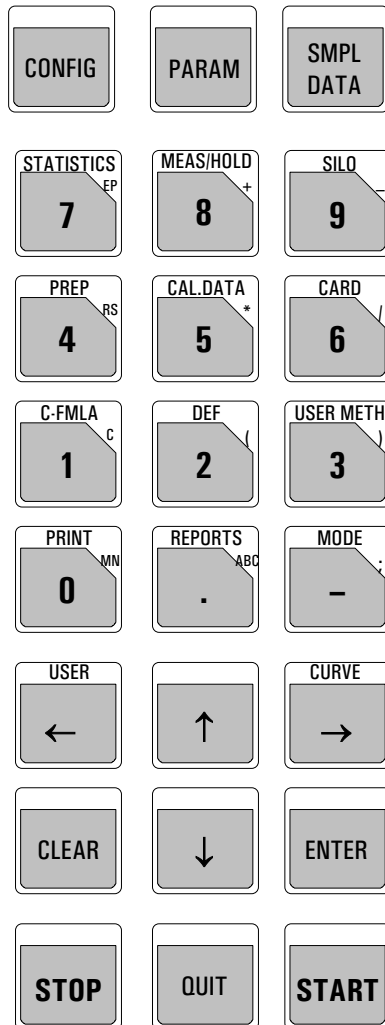 CONFIG PARAM SMPL
DATA
STATISTICS MEAS/HOLD SILO
EP + –
7 8 9
PREP CAL.DATA CARD
RS * /
4 5 6
C-FMLA DEF USER METH
C ( )
1 2 3
PRINT REPORTS MODE
MN ABC ;
0 . –
USER CURVE
← ↑ →
CLEAR ↓ ENTER
STOP QUIT START